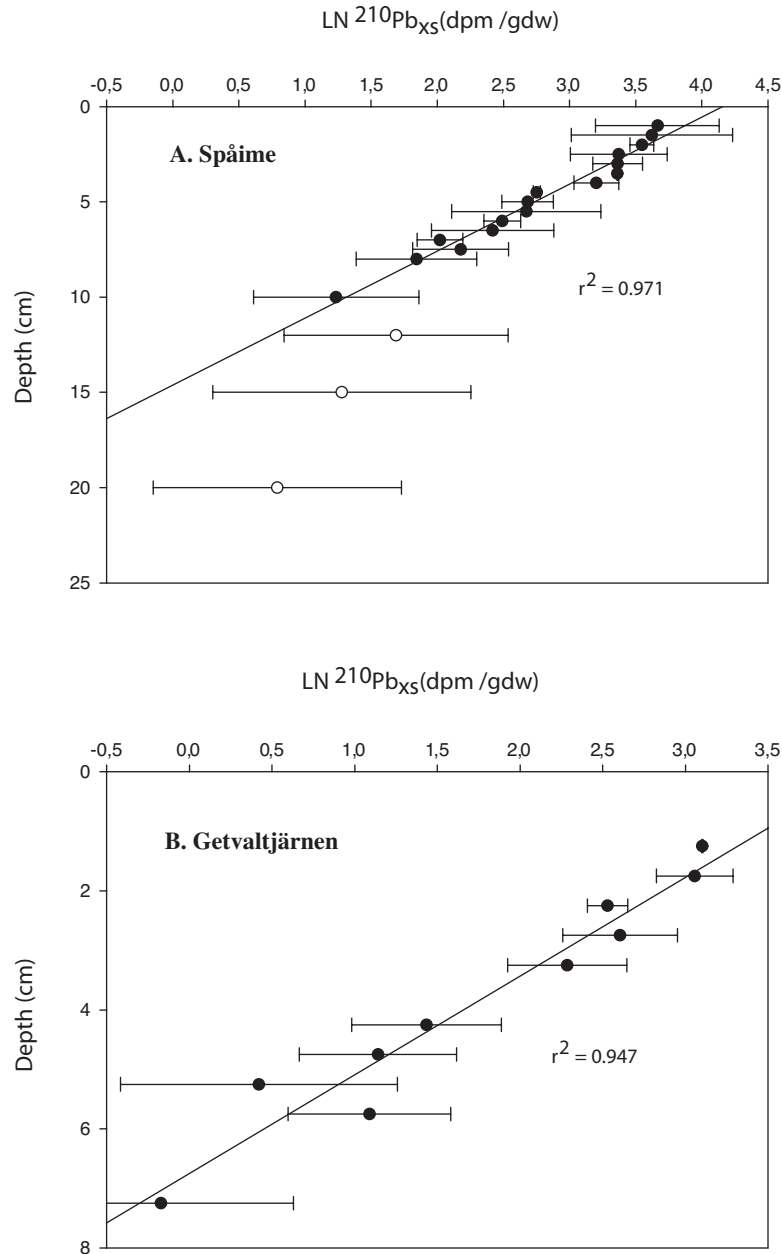 LN ²¹⁰Pbxs(dpm /gdw)
-0,5 0,0 0,5 1,0 1,5 2,0 2,5 3,0 3,5 4,0 4,5
0
A. Spåime
5
r² = 0.971
10
Depth (cm)
15
20
25
LN ²¹⁰Pbxs(dpm /gdw)
-0,5 0,0 0,5 1,0 1,5 2,0 2,5 3,0 3,5
0
B. Getvaltjärnen
2
4
Depth (cm)
r² = 0.947
6
8